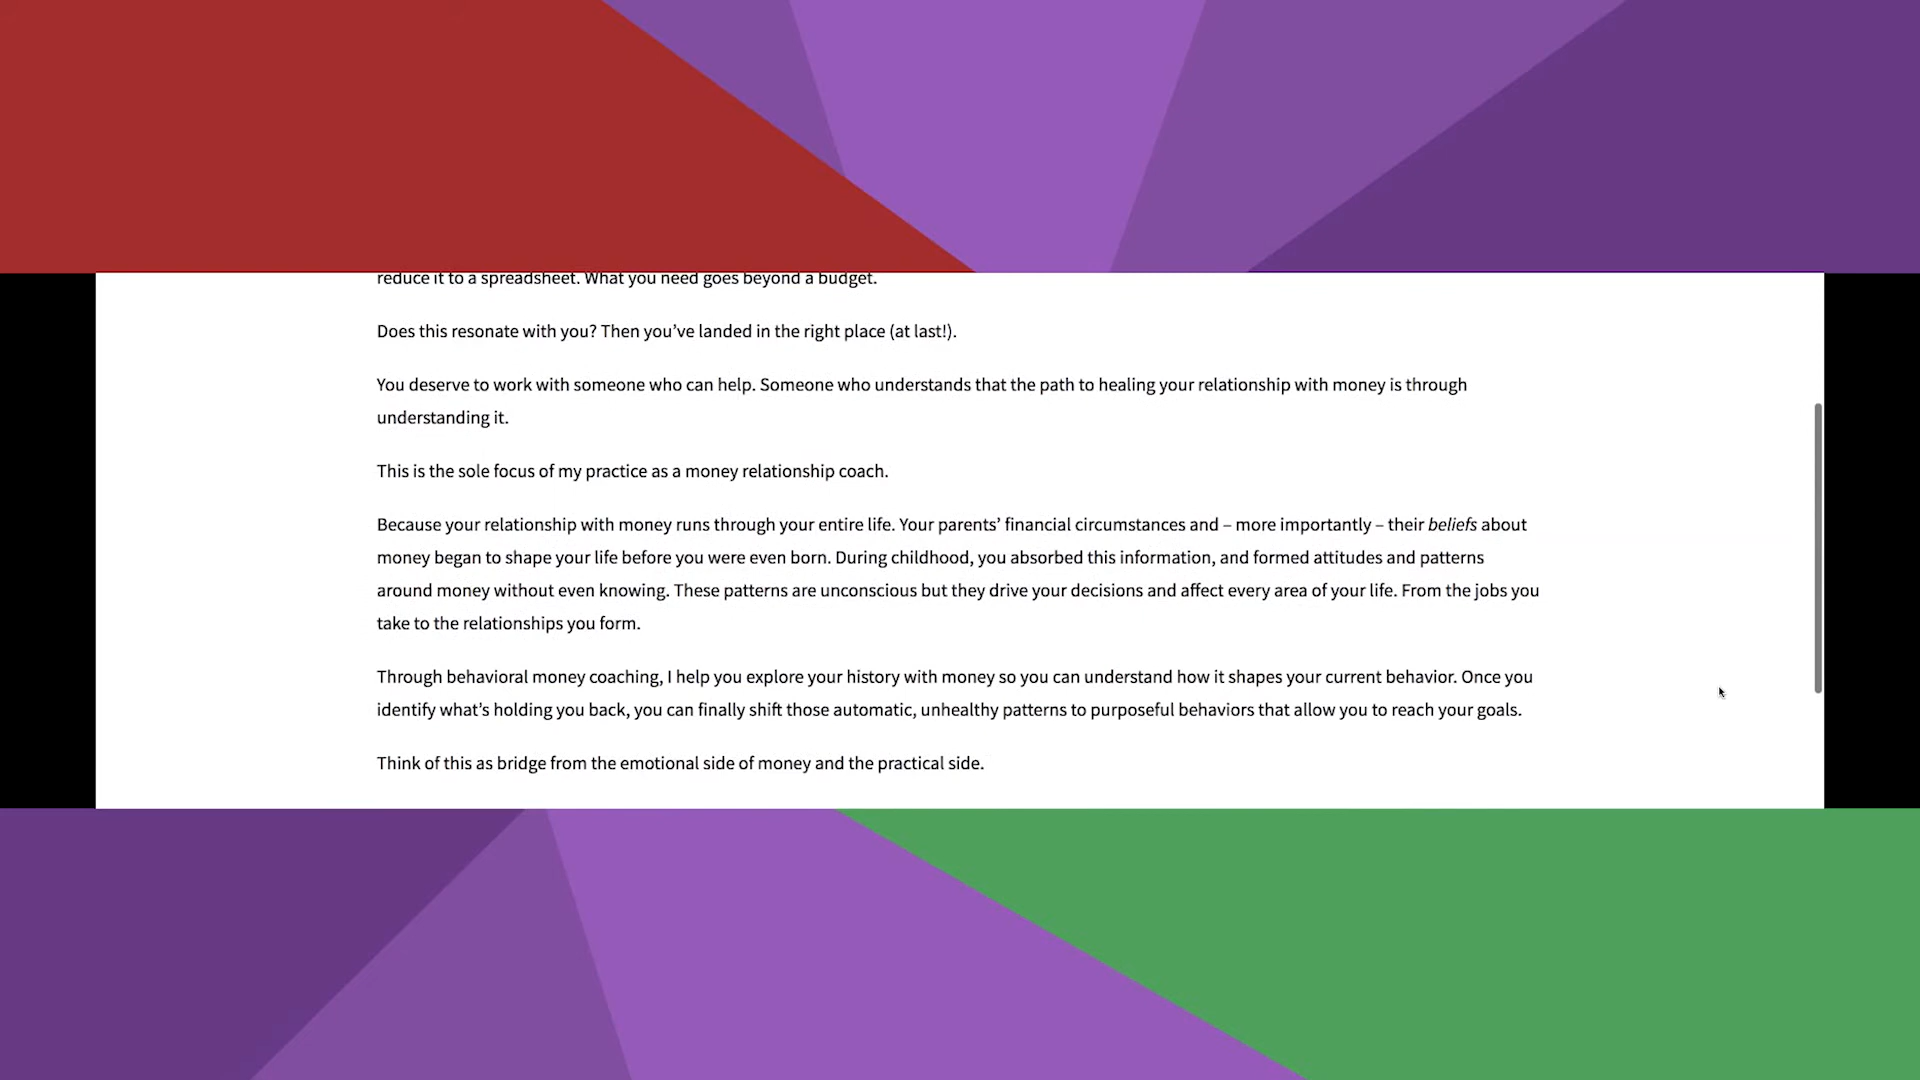 reduce it to a spreadsheet. What you need goes beyond a budget.
Does this resonate with you? Then you’ve landed in the right place (at last!).
You deserve to work with someone who can help. Someone who understands that the path to healing your relationship with money is through
understanding it.
This is the sole focus of my practice as a money relationship coach.
Because your relationship with money runs through your entire life. Your parents’ financial circumstances and – more importantly – their beliefs about
money began to shape your life before you were even born. During childhood, you absorbed this information, and formed attitudes and patterns
around money without even knowing. These patterns are unconscious but they drive your decisions and affect every area of your life. From the jobs you
take to the relationships you form.
Through behavioral money coaching, I help you explore your history with money so you can understand how it shapes your current behavior. Once you
identify what’s holding you back, you can finally shift those automatic, unhealthy patterns to purposeful behaviors that allow you to reach your goals.
Think of this as bridge from the emotional side of money and the practical side.